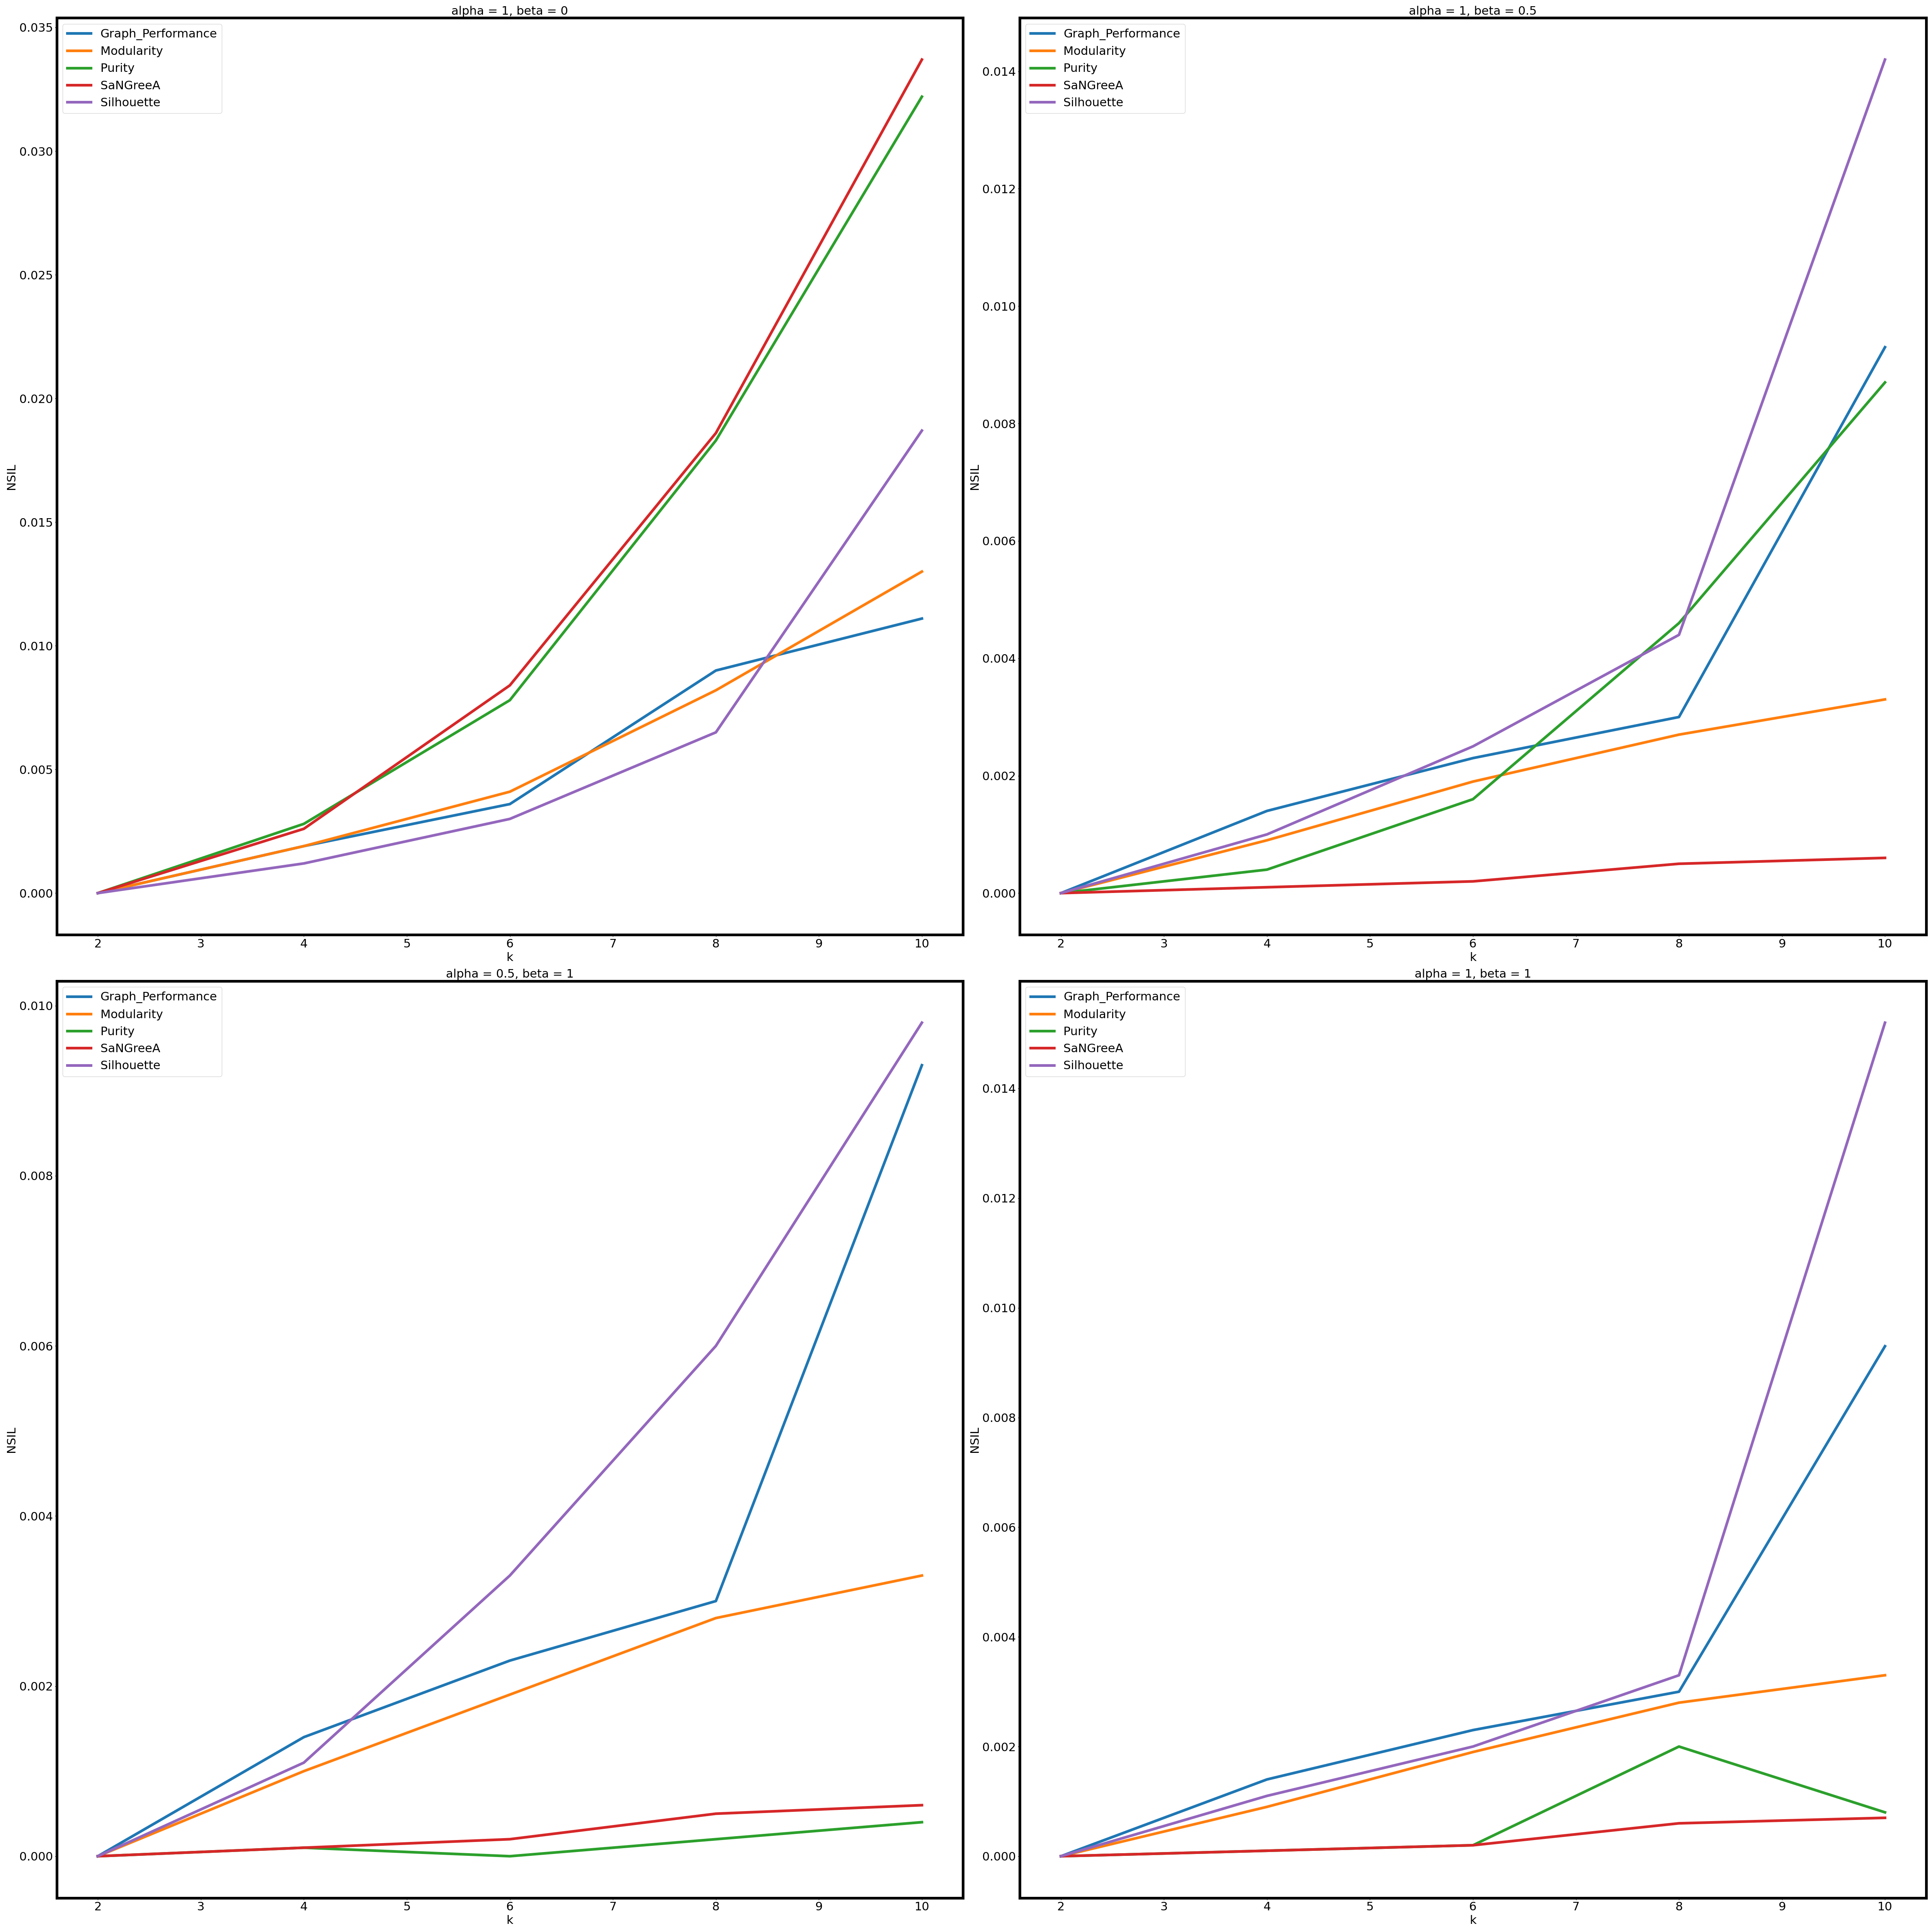 alpha = 1, beta = 0
Graph_Performance
Modularity
Purity
SaNGreeA
Silhouette
0.035
0.030
0.025
0.020
0.015
0.010
0.005
0.000
NSIL
2 3 4 5 6 7 8 9 10
k
alpha = 1, beta = 0.5
Graph_Performance
Modularity
Purity
SaNGreeA
Silhouette
0.014
0.012
0.010
0.008
0.006
0.004
0.002
0.000
NSIL
2 3 4 5 6 7 8 9 10
k
alpha = 0.5, beta = 1
Graph_Performance
Modularity
Purity
SaNGreeA
Silhouette
0.010
0.008
0.006
0.004
0.002
0.000
NSIL
2 3 4 5 6 7 8 9 10
k
alpha = 1, beta = 1
Graph_Performance
Modularity
Purity
SaNGreeA
Silhouette
0.014
0.012
0.010
0.008
0.006
0.004
0.002
0.000
NSIL
2 3 4 5 6 7 8 9 10
k